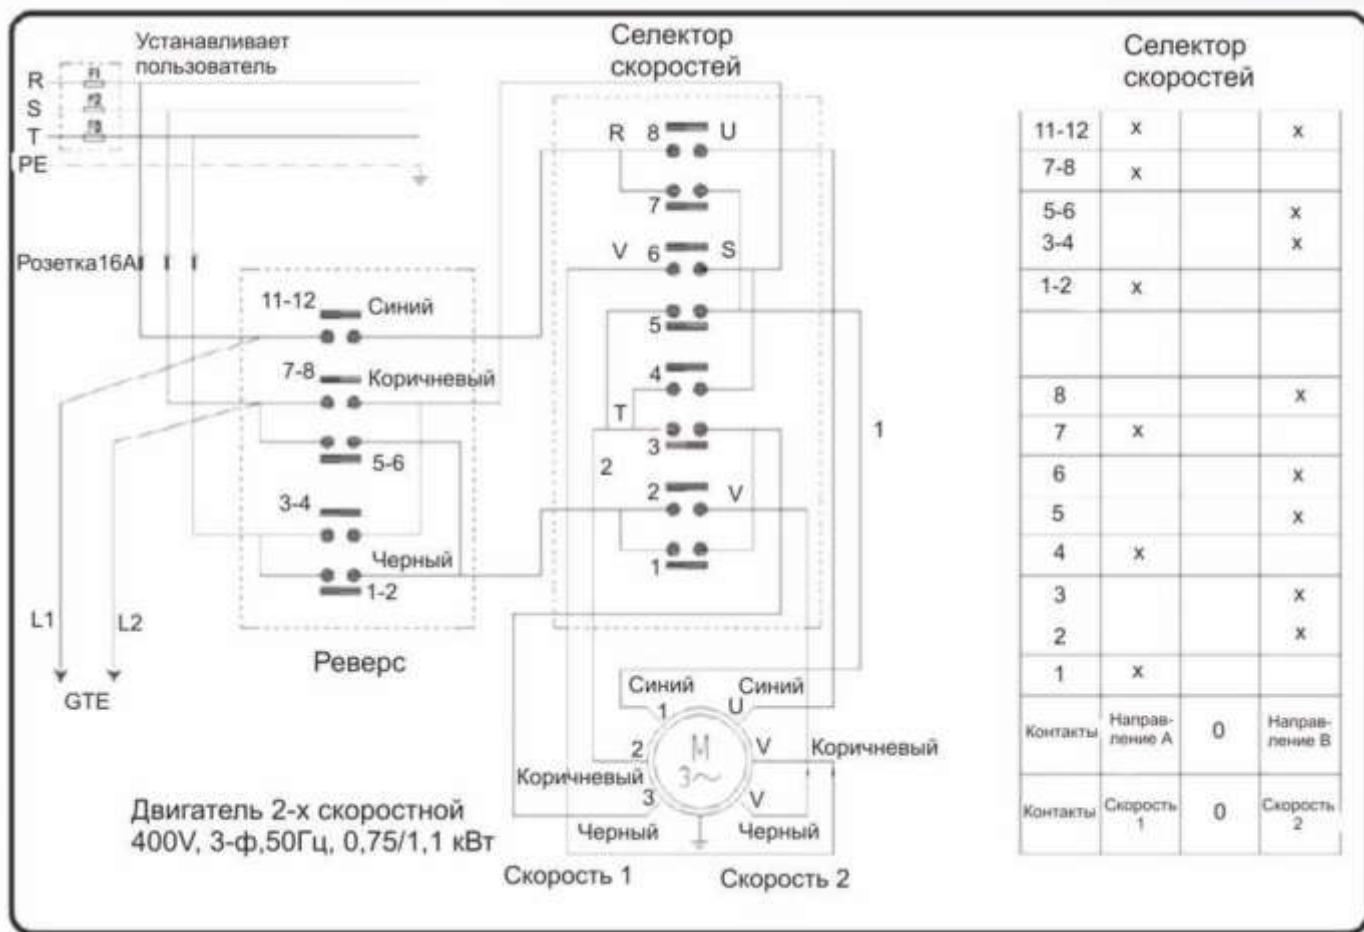 Устанавливает
пользователь
R
F1
S
F2
T
F3
PE
Розетка16А
11-12
Синий
7-8
Коричневый
5-6
3-4
Черный
1-2
L1
L2
GTE
Реверс
Селектор
скоростей
R
8
U
7
V
6
S
5
4
T
3
2
2
V
1
1
Синий
Синий
1
U
2
М
3~
V
Коричневый
Коричневый
3
V
Черный
Черный
Скорость 1
Скорость 2
Двигатель 2-х скоростной
400V, 3-ф,50Гц, 0,75/1,1 кВт
Селектор
скоростей
11-12 x x
7-8 x
5-6 x
3-4 x
1-2 x
8 x
7 x
6 x
5 x
4 x
3 x
2 x
1 x
Контакты Направ-
ление А 0 Направ-
ление В
Контакты Скорость
1 0 Скорость
2